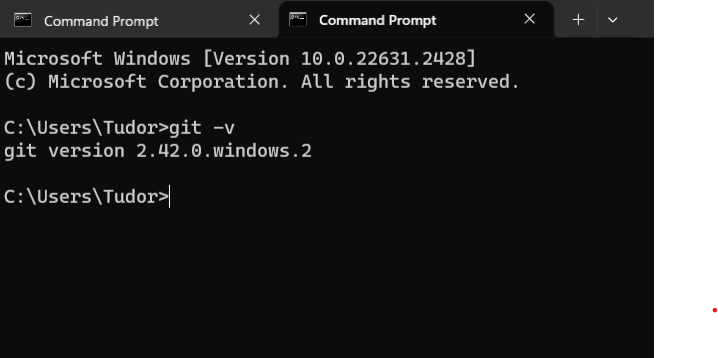 Command Prompt
Command Prompt
Microsoft Windows [Version 10.0.22631.2428]
(c) Microsoft Corporation. All rights reserved.
C:\Users\Tudor>git -v
git version 2.42.0.windows.2
C:\Users\Tudor>